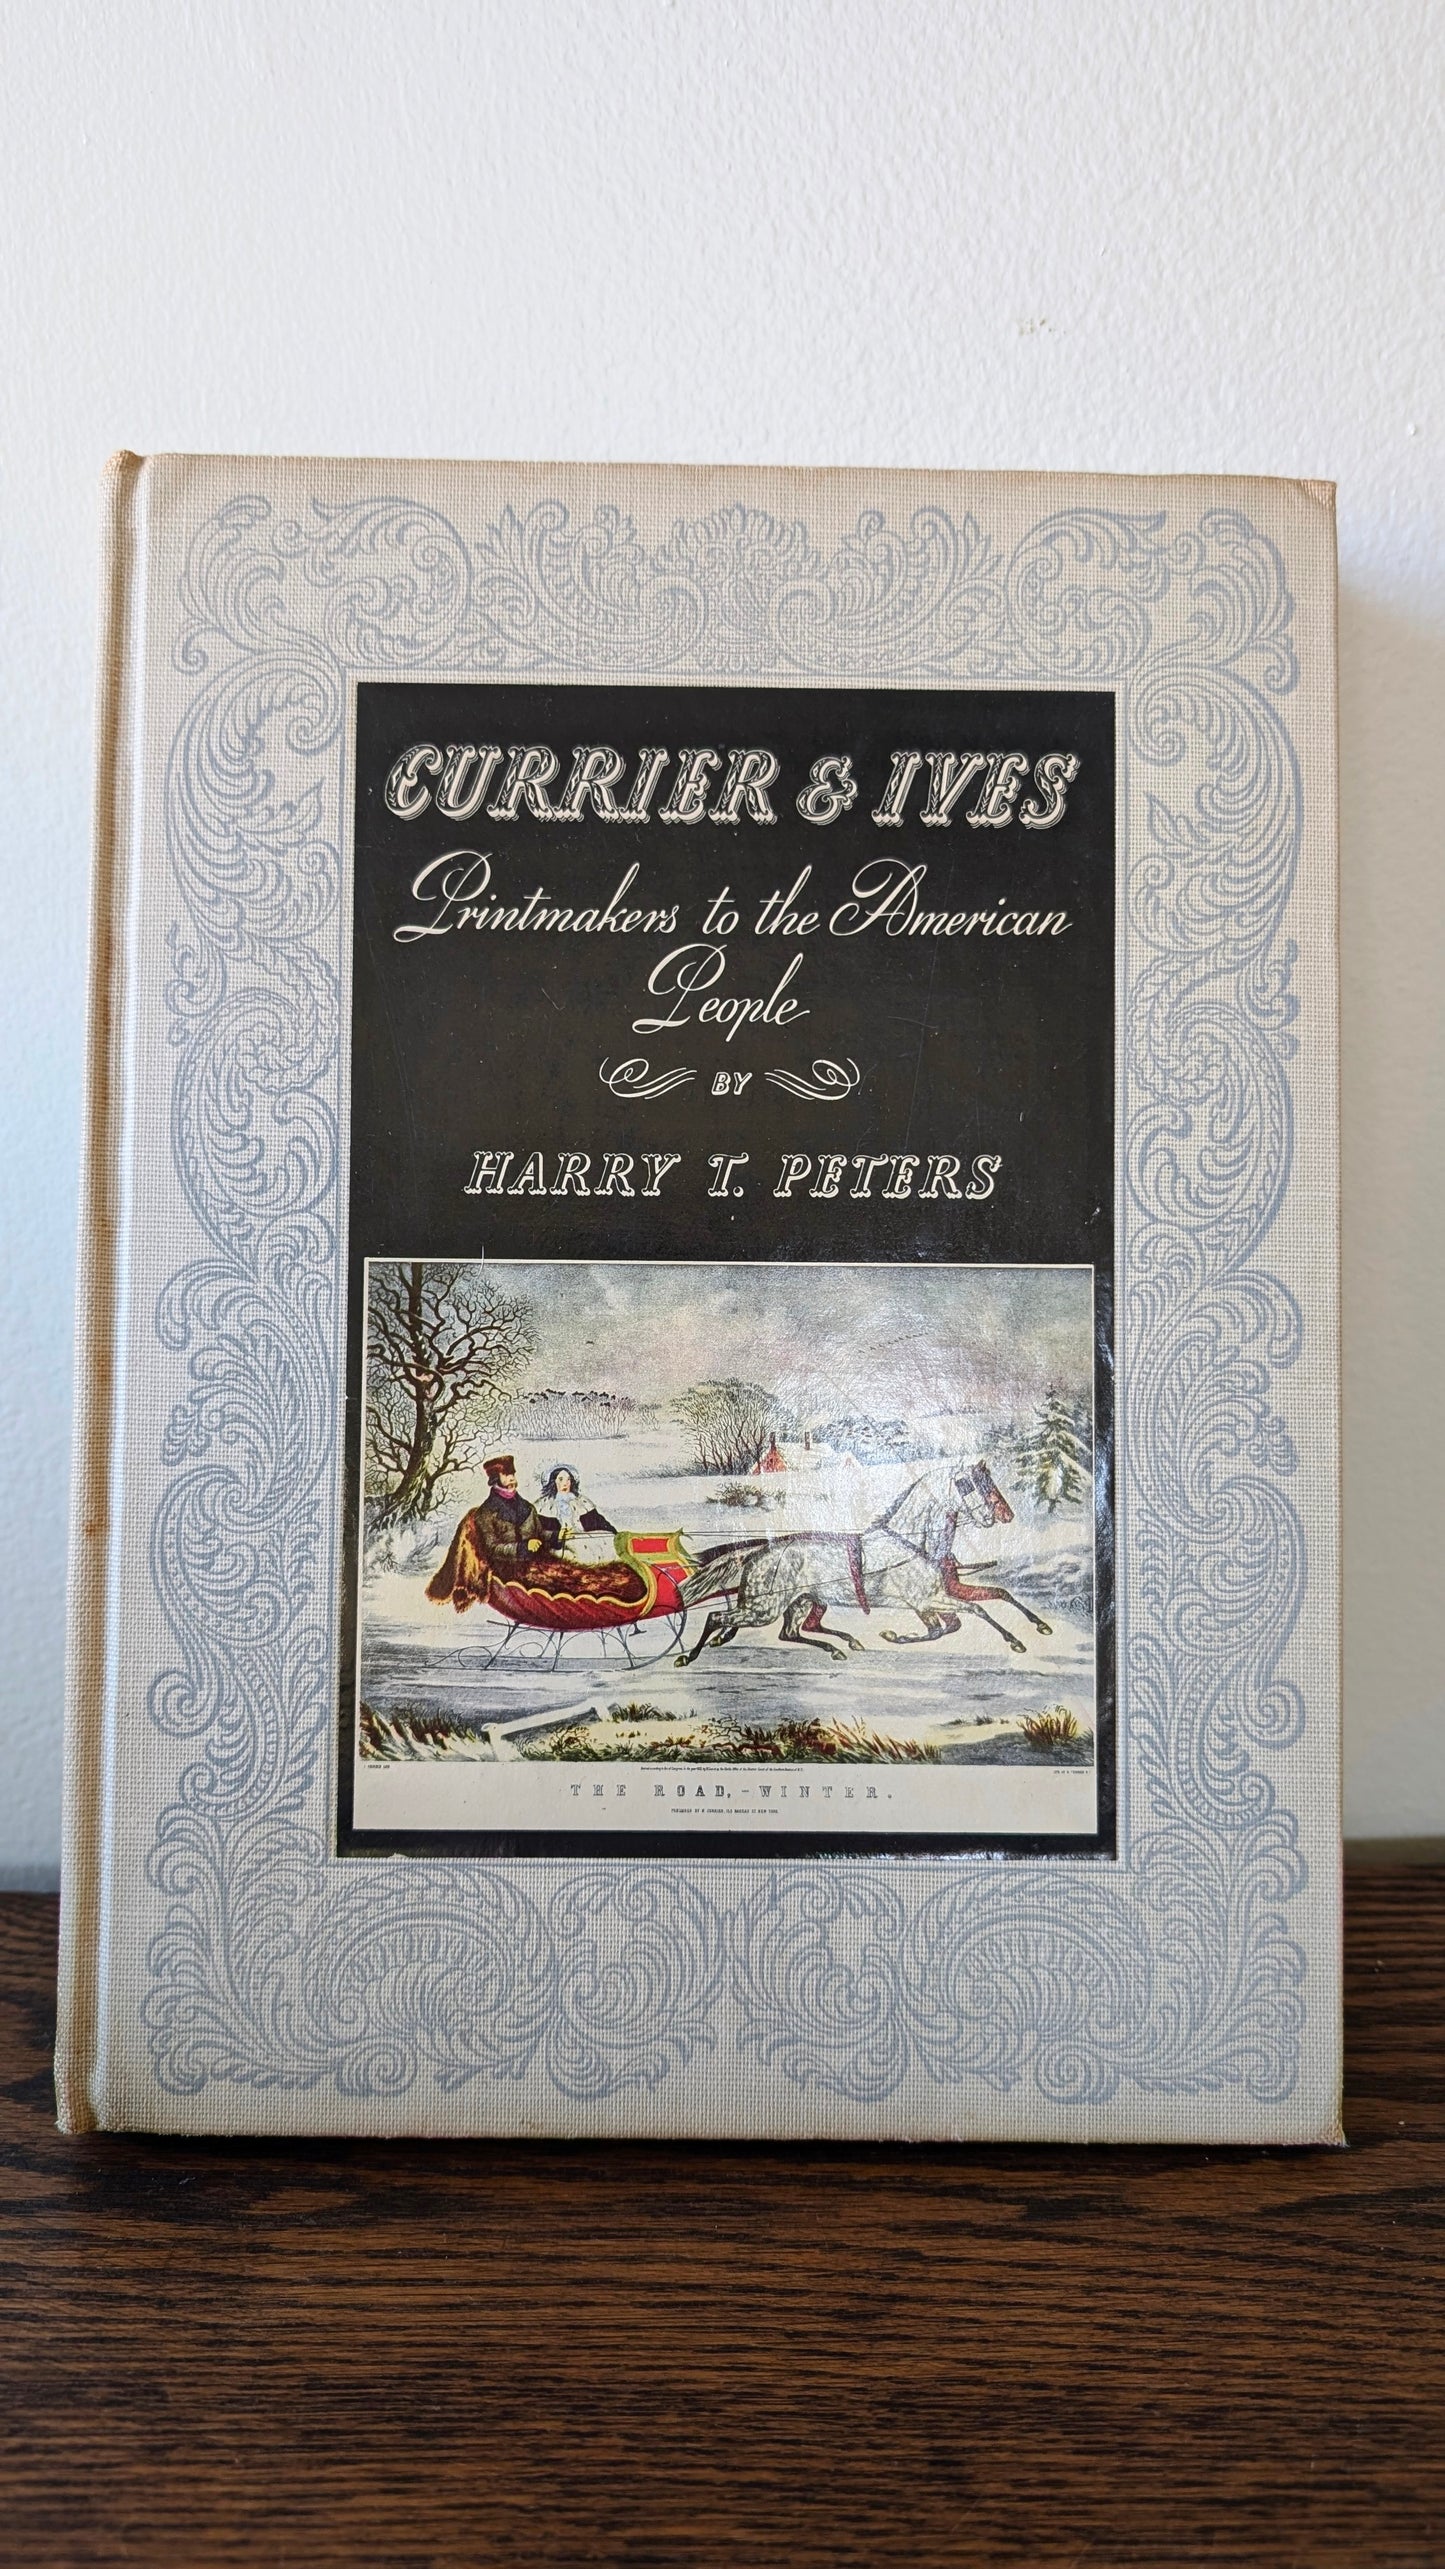 CURRIER & IVES
Printmakers to the American
People
BY
HARRY T. PETERS
THE ROAD,-WINTER.